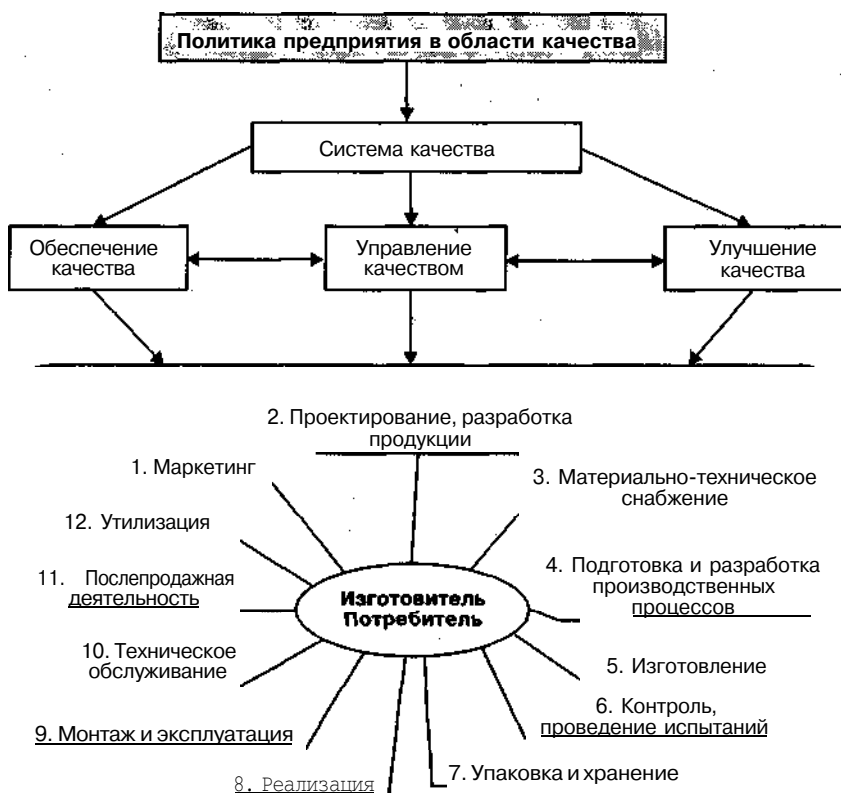 Политика предприятия в области качества
Система качества
Обеспечение
качества
Управление
качеством
Улучшение
качества
2. Проектирование, разработка
продукции
1. Маркетинг
3. Материально-техническое
снабжение
12. Утилизация
4. Подготовка и разработка
производственных
процессов
11. Послепродажная
деятельность
Изготовитель
Потребитель
10. Техническое
обслуживание
5. Изготовление
6. Контроль,
проведение испытаний
9. Монтаж и эксплуатация
7. Упаковка и хранение
8. Реализация